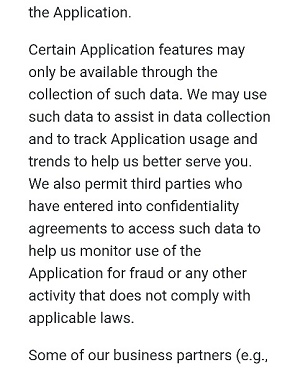 the Application.
Certain Application features may
only be available through the
collection of such data. We may use
such data to assist in data collection
and to track Application usage and
trends to help us better serve you.
We also permit third parties who
have entered into confidentiality
agreements to access such data to
help us monitor use of the
Application for fraud or any other
activity that does not comply with
applicable laws.
Some of our business partners (e.g.,